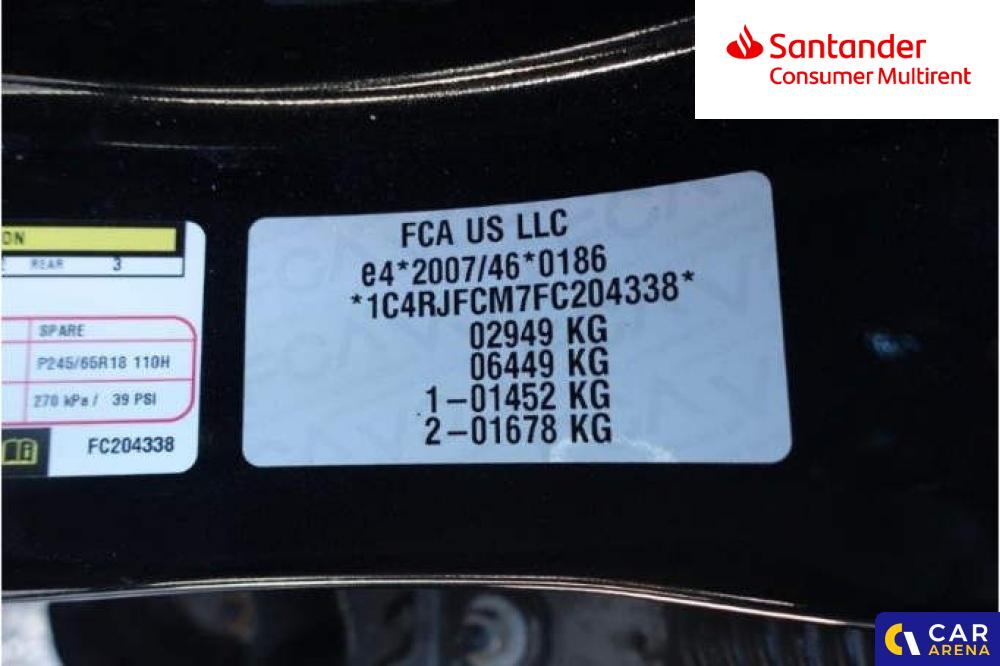 Santander
Consumer Multirent
FCA US LLC
e4*2007/46*0186
*1C4RJFCM7FC204338*
02949 KG
06449 KG
1-01452 KG
2-01678 KG
ON
2 REAR 3
SPARE
P245/65R18 110H
270 kPa / 39 PSI
FC204338
CAR
ARENA